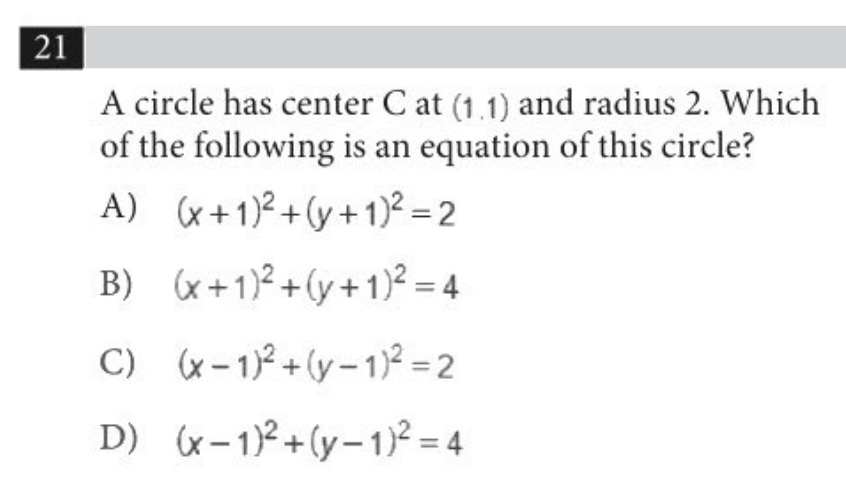 21
A circle has center C at (1,1) and radius 2. Which
of the following is an equation of this circle?
A) (x+1)²+(y+1)²=2
B) (x+1)²+(y+1)²=4
C) (x−1)²+(y−1)²=2
D) (x−1)²+(y−1)²=4